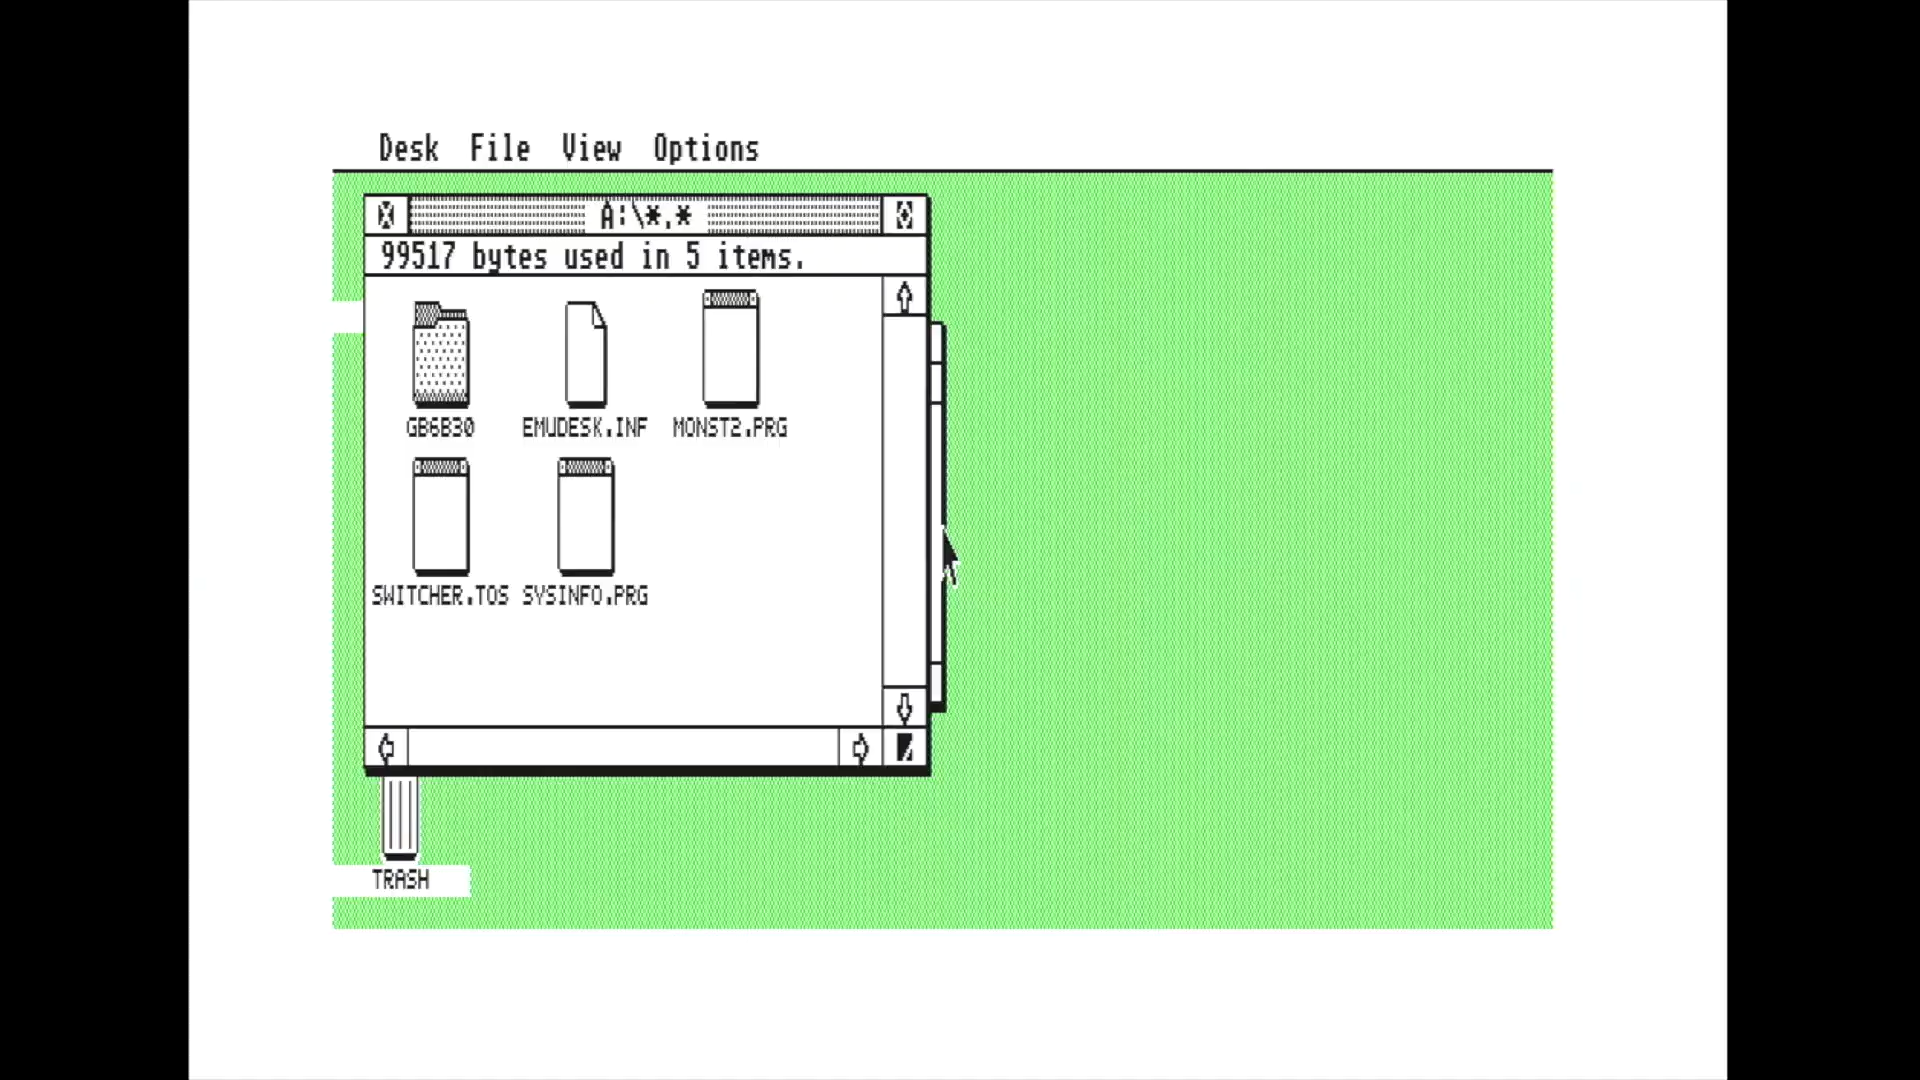 Desk File View Options
A:\*.*
99517 bytes used in 5 items.
GB6B30 EMUDESK.INF MONST2.PRG
SWITCHER.TOS SYSINFO.PRG
TRASH